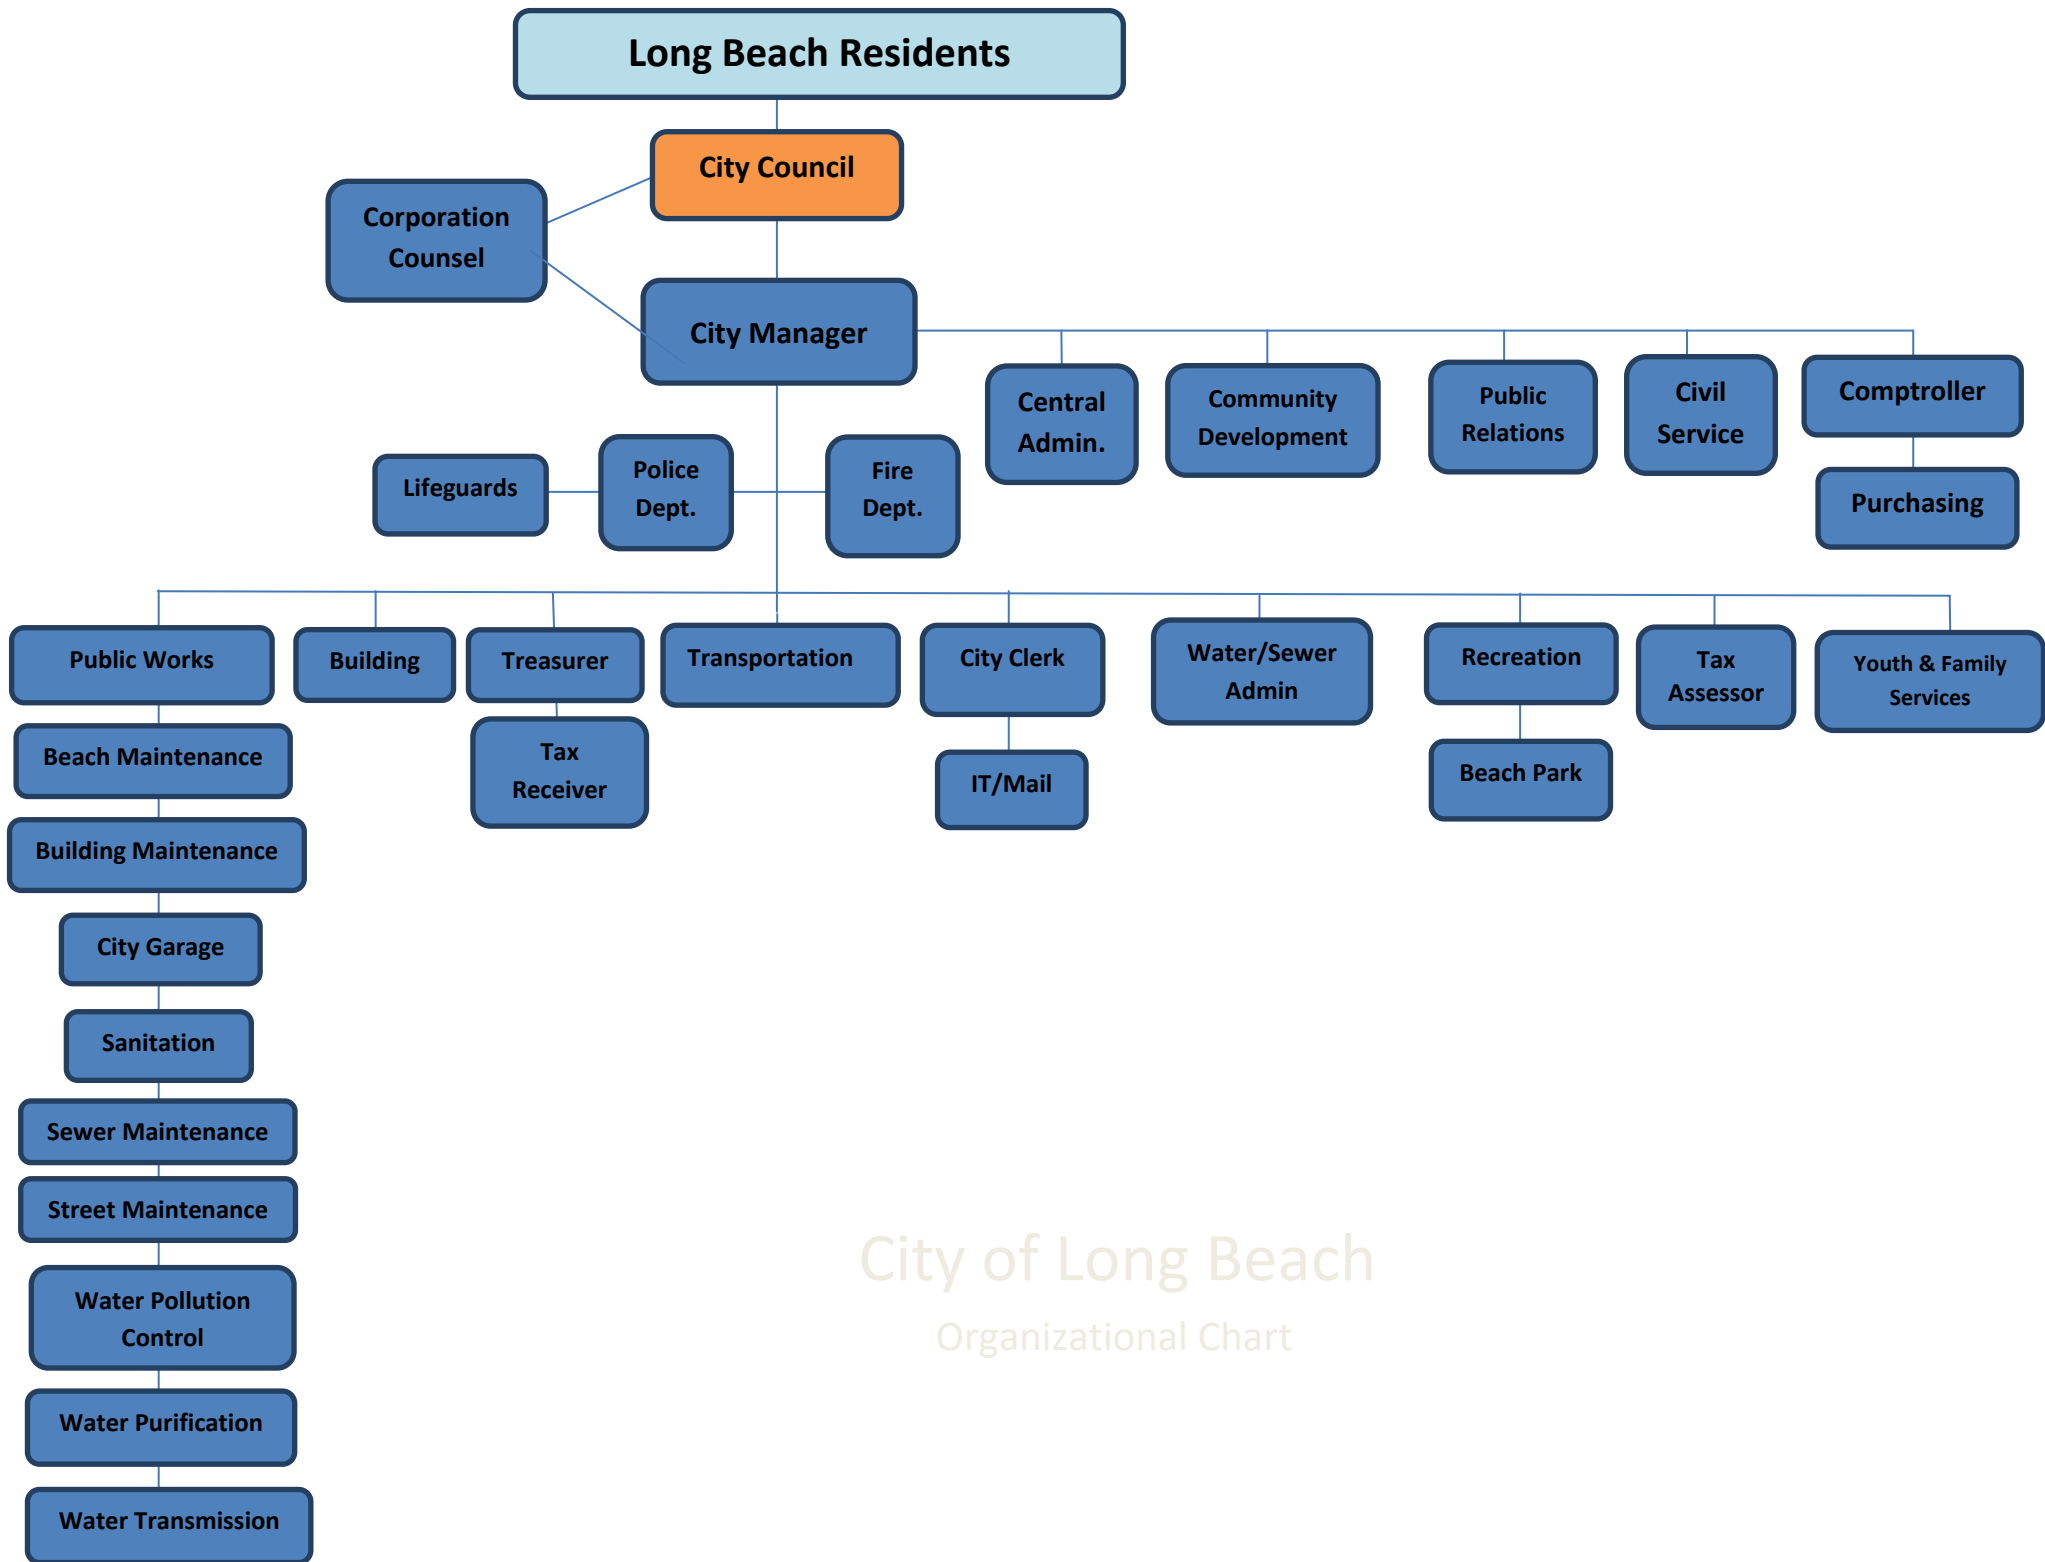 Long Beach Residents
City Council
Corporation
Counsel
City Manager
Central
Admin.
Community
Development
Public
Relations
Civil
Service
Comptroller
Purchasing
Lifeguards
Police
Dept.
Fire
Dept.
Public Works
Building
Treasurer
Transportation
City Clerk
Water/Sewer
Admin
Recreation
Tax
Assessor
Youth & Family
Services
Beach Maintenance
Tax
Receiver
IT/Mail
Beach Park
Building Maintenance
City Garage
Sanitation
Sewer Maintenance
Street Maintenance
Water Pollution
Control
Water Purification
Water Transmission
City of Long Beach
Organizational Chart